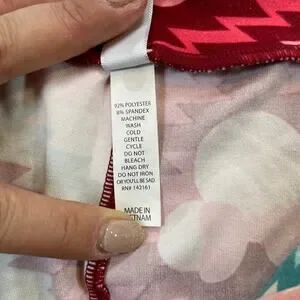 92% POLYESTER
8% SPANDEX
MACHINE
WASH
COLD
GENTLE
CYCLE
DO NOT
BLEACH
HANG DRY
DO NOT IRON
OR YOU'LL BE SAD
RN# 142161
MADE IN
VIETNAM